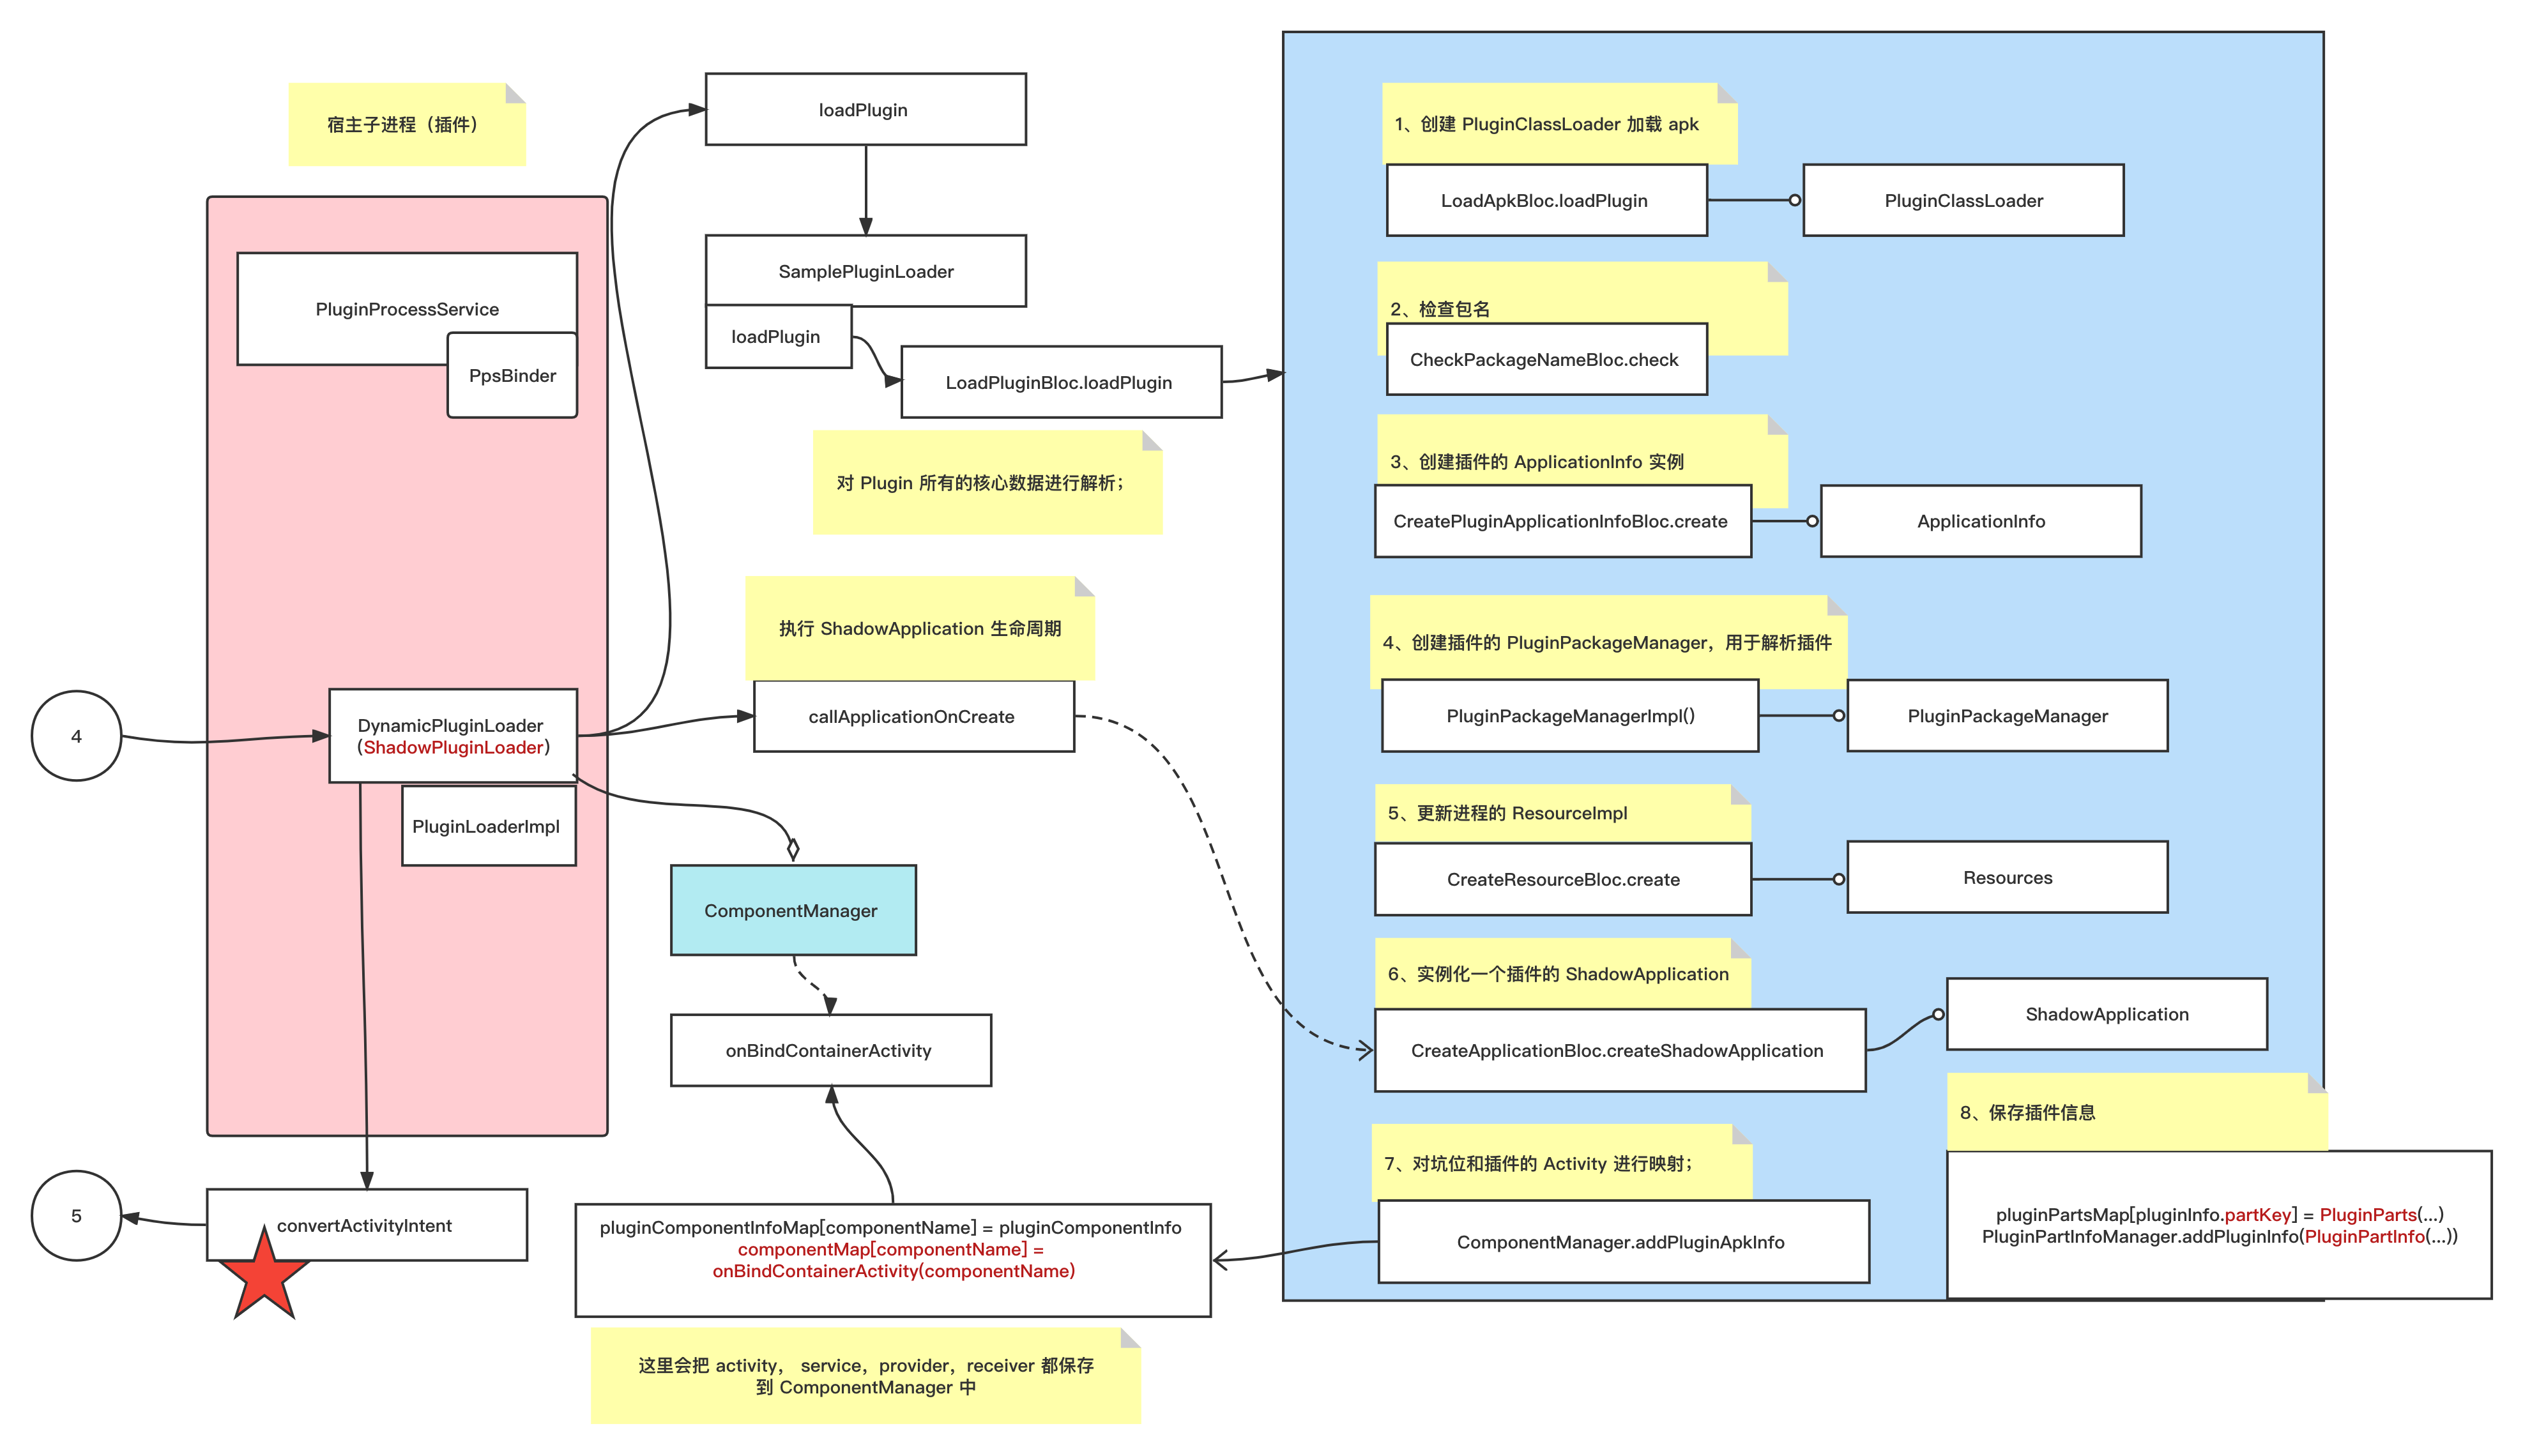 宿主子进程（插件）
PluginProcessService
PpsBinder
4
DynamicPluginLoader
(ShadowPluginLoader)
PluginLoaderImpl
5
convertActivityIntent
loadPlugin
SamplePluginLoader
loadPlugin
LoadPluginBloc.loadPlugin
对 Plugin 所有的核心数据进行解析；
执行 ShadowApplication 生命周期
callApplicationOnCreate
ComponentManager
onBindContainerActivity
pluginComponentInfoMap[componentName] = pluginComponentInfo
componentMap[componentName] =
onBindContainerActivity(componentName)
这里会把 activity， service，provider，receiver 都保存
到 ComponentManager 中
1、创建 PluginClassLoader 加载 apk
LoadApkBloc.loadPlugin
PluginClassLoader
2、检查包名
CheckPackageNameBloc.check
3、创建插件的 ApplicationInfo 实例
CreatePluginApplicationInfoBloc.create
ApplicationInfo
4、创建插件的 PluginPackageManager，用于解析插件
PluginPackageManagerImpl()
PluginPackageManager
5、更新进程的 ResourceImpl
CreateResourceBloc.create
Resources
6、实例化一个插件的 ShadowApplication
CreateApplicationBloc.createShadowApplication
ShadowApplication
7、对坑位和插件的 Activity 进行映射；
ComponentManager.addPluginApkInfo
8、保存插件信息
pluginPartsMap[pluginInfo.partKey] = PluginParts(...)
PluginPartInfoManager.addPluginInfo(PluginPartInfo(...))